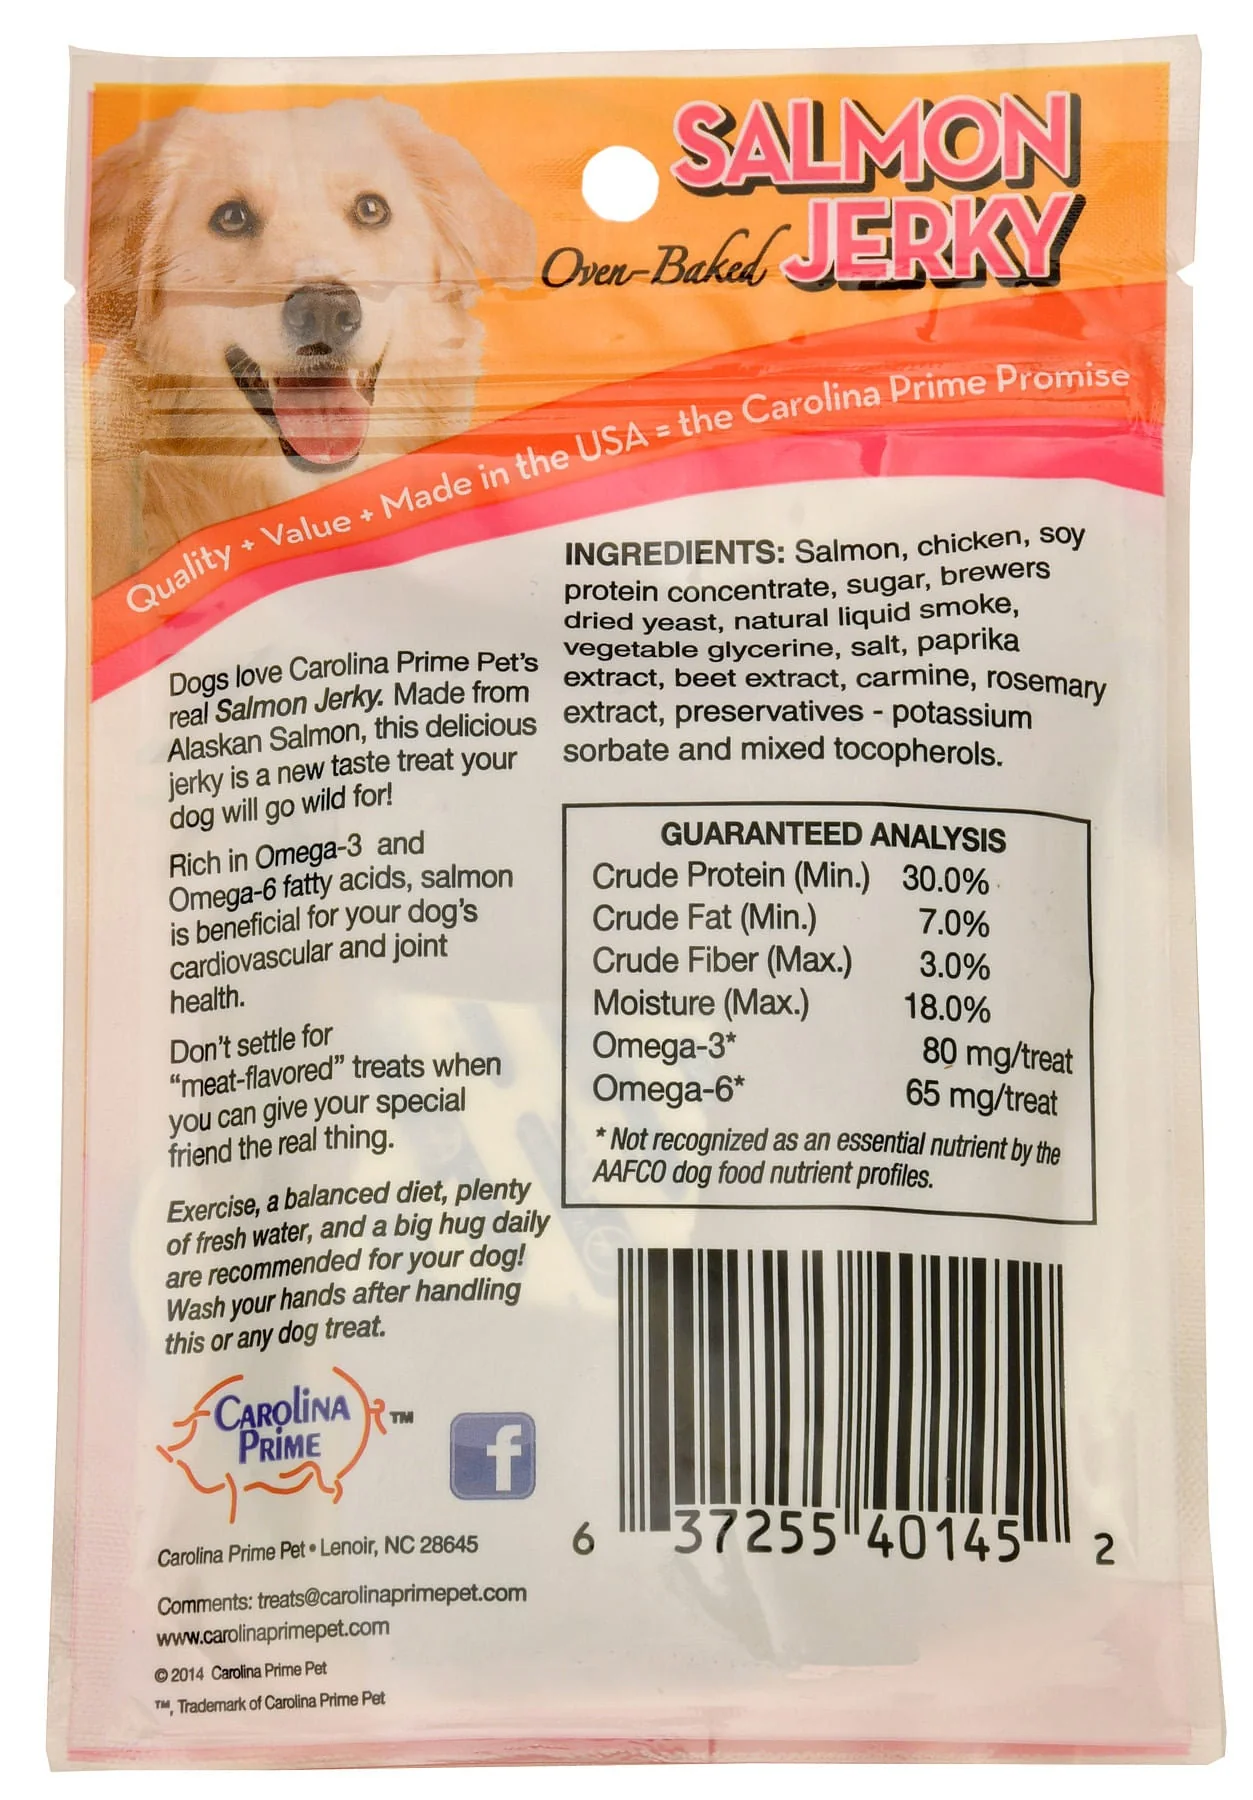 SALMON
Oven-Baked JERKY
Quality + Value + Made in the USA = the Carolina Prime Promise
Dogs love Carolina Prime Pet's
real Salmon Jerky. Made from
Alaskan Salmon, this delicious
jerky is a new taste treat your
dog will go wild for!
Rich in Omega-3 and
Omega-6 fatty acids, salmon
is beneficial for your dog's
cardiovascular and joint
health.
Don't settle for
“meat-flavored” treats when
you can give your special
friend the real thing.
Exercise, a balanced diet, plenty
of fresh water, and a big hug daily
are recommended for your dog!
Wash your hands after handling
this or any dog treat.
CAROLINA
PRIME
TM
f
Carolina Prime Pet • Lenoir, NC 28645
Comments: treats@carolinaprimepet.com
www.carolinaprimepet.com
© 2014 Carolina Prime Pet
TM, Trademark of Carolina Prime Pet
INGREDIENTS: Salmon, chicken, soy
protein concentrate, sugar, brewers
dried yeast, natural liquid smoke,
vegetable glycerine, salt, paprika
extract, beet extract, carmine, rosemary
extract, preservatives - potassium
sorbate and mixed tocopherols.
GUARANTEED ANALYSIS
Crude Protein (Min.) 30.0%
Crude Fat (Min.) 7.0%
Crude Fiber (Max.) 3.0%
Moisture (Max.) 18.0%
Omega-3* 80 mg/treat
Omega-6* 65 mg/treat
* Not recognized as an essential nutrient by the
AAFCO dog food nutrient profiles.
6 37255 40145 2